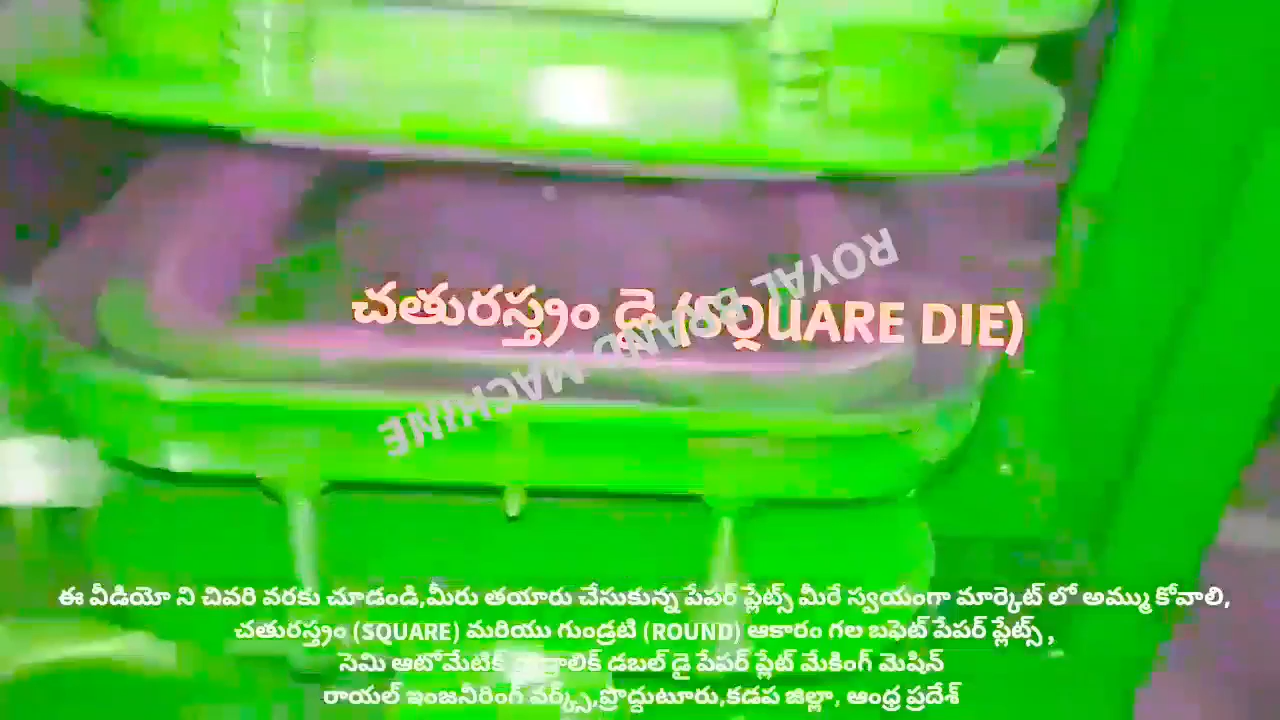 చతురస్త్రం డై (SQUARE DIE)
ROYAL BRAND MACHINE
ఈ వీడియో ని చివరి వరకు చూడండి,మీరు తయారు చేసుకున్న పేపర్ ప్లేట్స్ మీరే స్వయంగా మార్కెట్ లో అమ్ము కోవాలి,
చతురస్త్రం (SQUARE) మరియు గుండ్రటి (ROUND) ఆకారం గల బఫెట్ పేపర్ ప్లేట్స్ ,
సెమి ఆటోమేటిక్ డబల్ డై పేపర్ ప్లేట్ మేకింగ్ మెషిన్
రాయల్ ఇంజనీరింగ్ వర్క్స్,ప్రొద్దుటూరు,కడప జిల్లా, ఆంధ్ర ప్రదేశ్